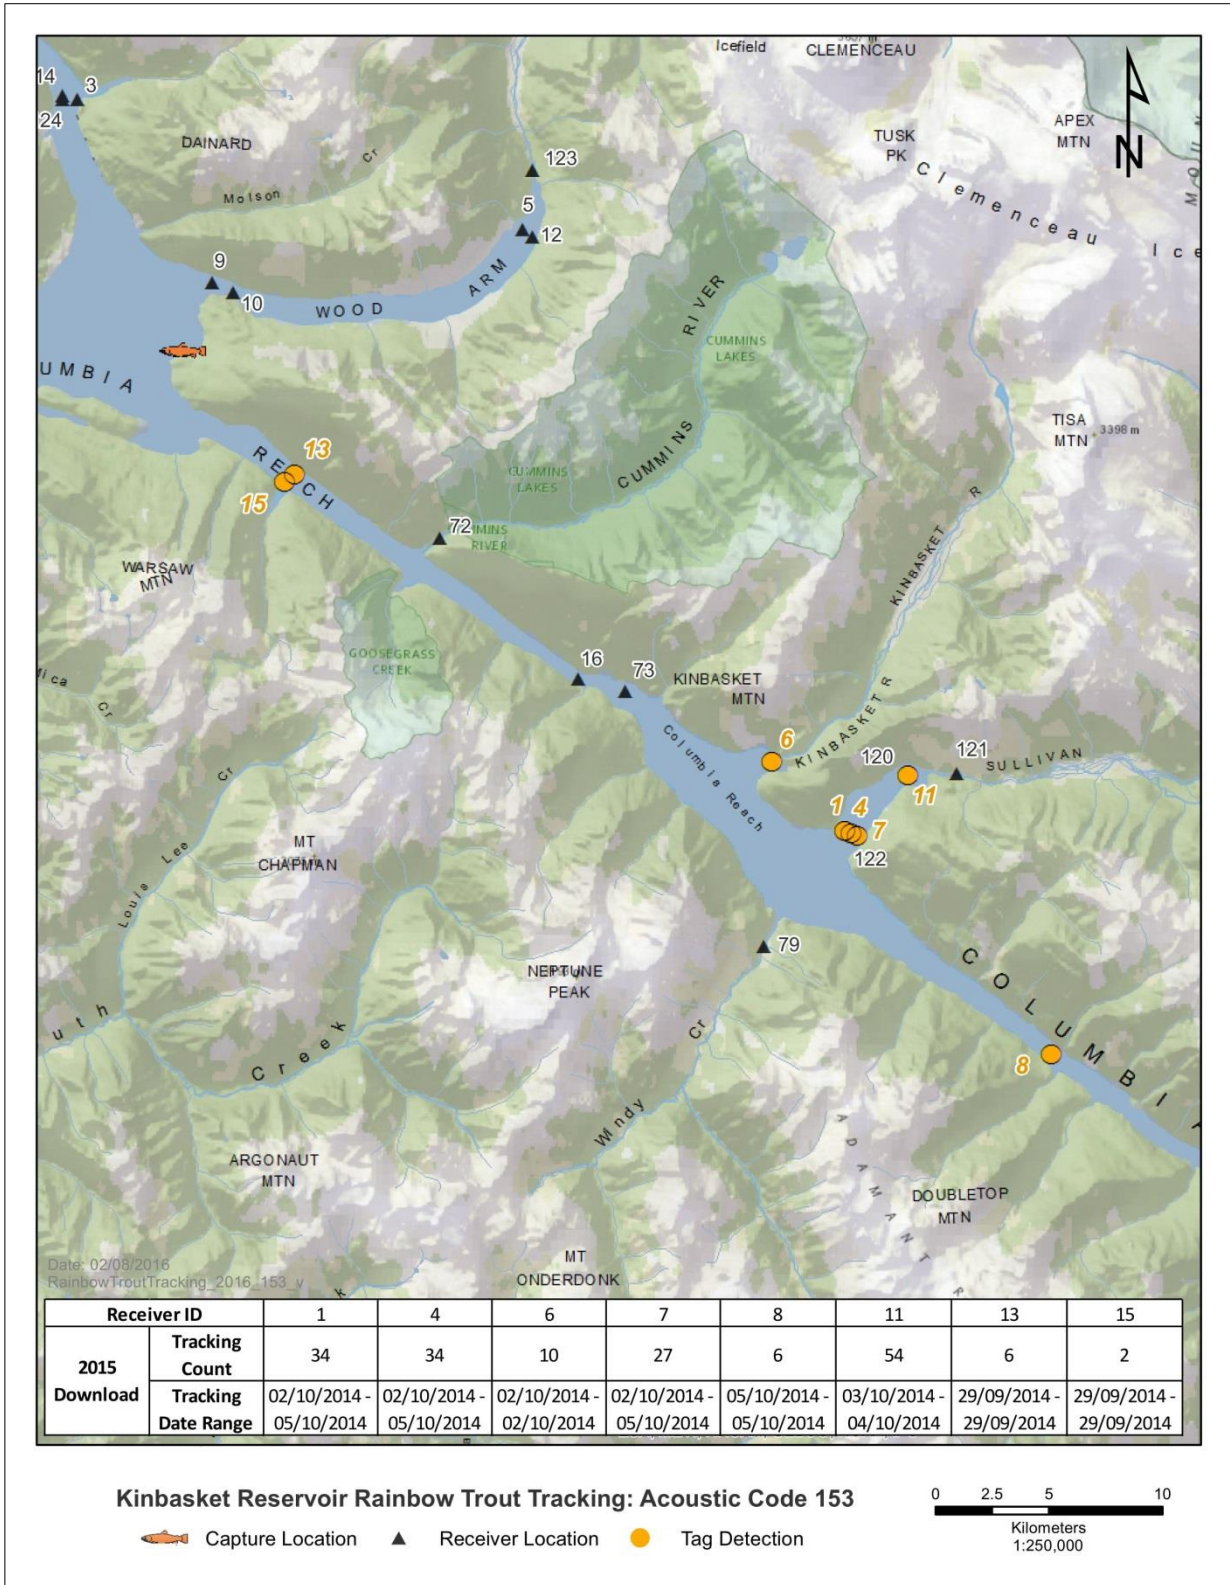 Icefield
3657 m
CLEMENCEAU
14
3
24
DAINARD
Cr
Molson
TUSK
PK
APEX
MTN
N
Clemenceau
Ice
123
5
12
9
10
WOOD
ARM
RIVER
CUMMINS
LAKES
UMBIA
TISA
MTN
3398 m
CUMMINS
13
REACH
15
CUMMINS
LAKES
72
RIVER
KINBASKET R
WARSAW
MTN
GOOSEGRASS
CREEK
16
73
KINBASKET
MTN
Mica
Cr
Columbia Reach
6
KINBASKET R
120
121
SULLIVAN
11
1
4
7
122
Cr
Louis Lee
MT
CHAPMAN
79
NEPTUNE
PEAK
COLUMBI
8
uth
Creek
Windy
Cr
ADAMANT R
ARGONAUT
MTN
DOUBLETOP
MTN
MT
ONDERDONK
Date: 02/08/2016
RainbowTroutTracking_2016_153_v
k
Receiver ID 1 4 6 7 8 11 13 15
2015 Download Tracking Count 34 34 10 27 6 54 6 2
Tracking 02/10/2014 - 02/10/2014 - 02/10/2014 - 02/10/2014 - 05/10/2014 - 03/10/2014 - 29/09/2014 - 29/09/2014 -
Date Range 05/10/2014 05/10/2014 02/10/2014 05/10/2014 05/10/2014 04/10/2014 29/09/2014 29/09/2014
Kinbasket Reservoir Rainbow Trout Tracking: Acoustic Code 153
Capture Location Receiver Location Tag Detection
0 2.5 5 10
Kilometers
1:250,000